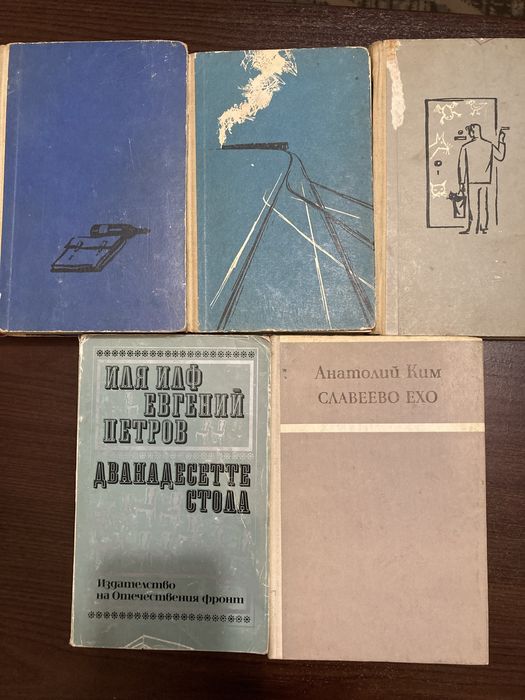 ИЛЯ ИЛФ
ЕВГЕНИЙ
ПЕТРОВ
ДВАНАДЕСЕТТЕ
СТОЛА
Издателство
на Отечествения фронт
Анатолий Ким
СЛАВЕЕВО ЕХО